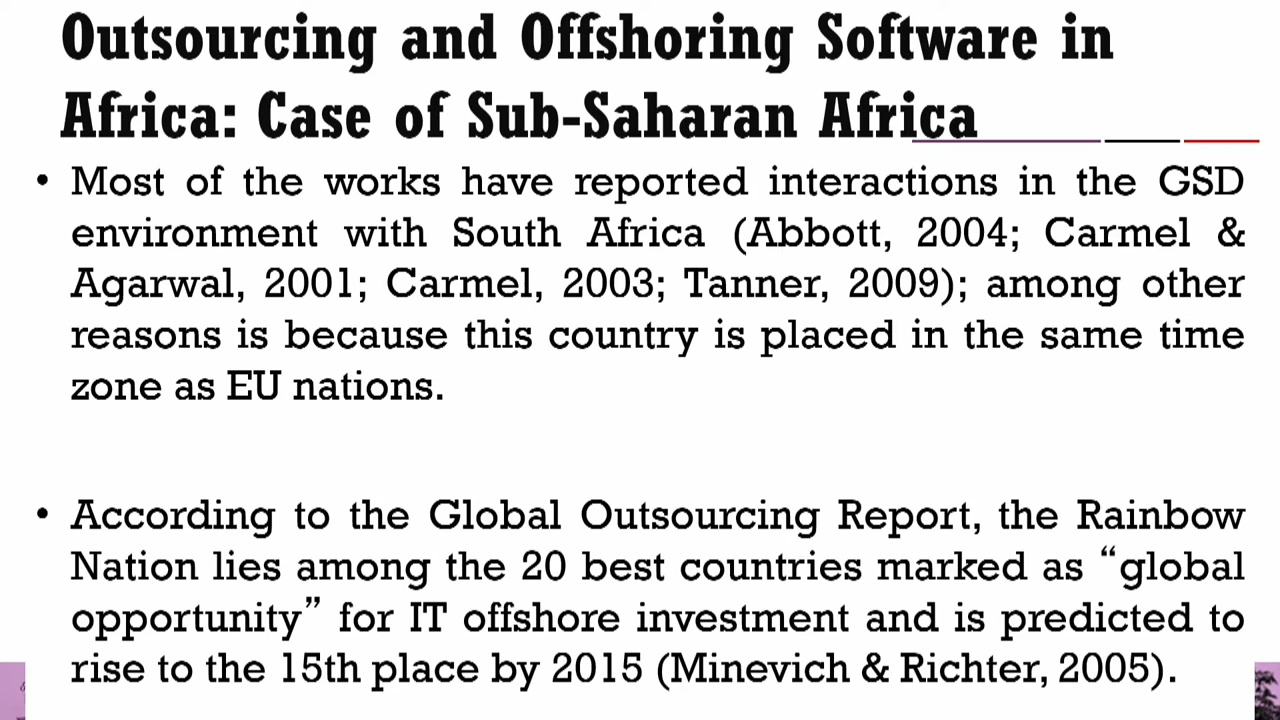 Outsourcing and Offshoring Software in
Africa: Case of Sub-Saharan Africa
• Most of the works have reported interactions in the GSD
environment with South Africa (Abbott, 2004; Carmel &
Agarwal, 2001; Carmel, 2003; Tanner, 2009); among other
reasons is because this country is placed in the same time
zone as EU nations.
• According to the Global Outsourcing Report, the Rainbow
Nation lies among the 20 best countries marked as “global
opportunity” for IT offshore investment and is predicted to
rise to the 15th place by 2015 (Minevich & Richter, 2005).